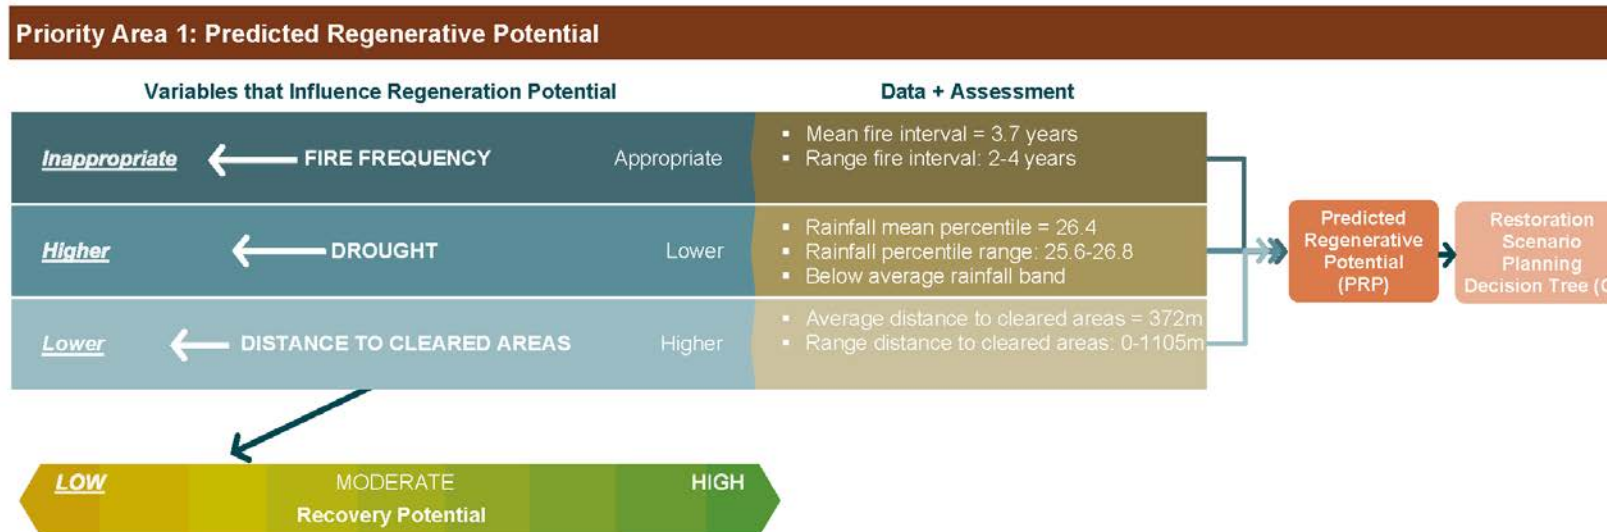 Priority Area 1: Predicted Regenerative Potential
Variables that Influence Regeneration Potential
Data + Assessment
Inappropriate
FIRE FREQUENCY
Appropriate
▪ Mean fire interval = 3.7 years
▪ Range fire interval: 2-4 years
Higher
DROUGHT
Lower
▪ Rainfall mean percentile = 26.4
▪ Rainfall percentile range: 25.6-26.8
▪ Below average rainfall band
Lower
DISTANCE TO CLEARED AREAS
Higher
▪ Average distance to cleared areas = 372m
▪ Range distance to cleared areas: 0-1105m
Predicted
Regenerative
Potential
(PRP)
Restoration
Scenario
Planning
Decision Tree
LOW
MODERATE
HIGH
Recovery Potential